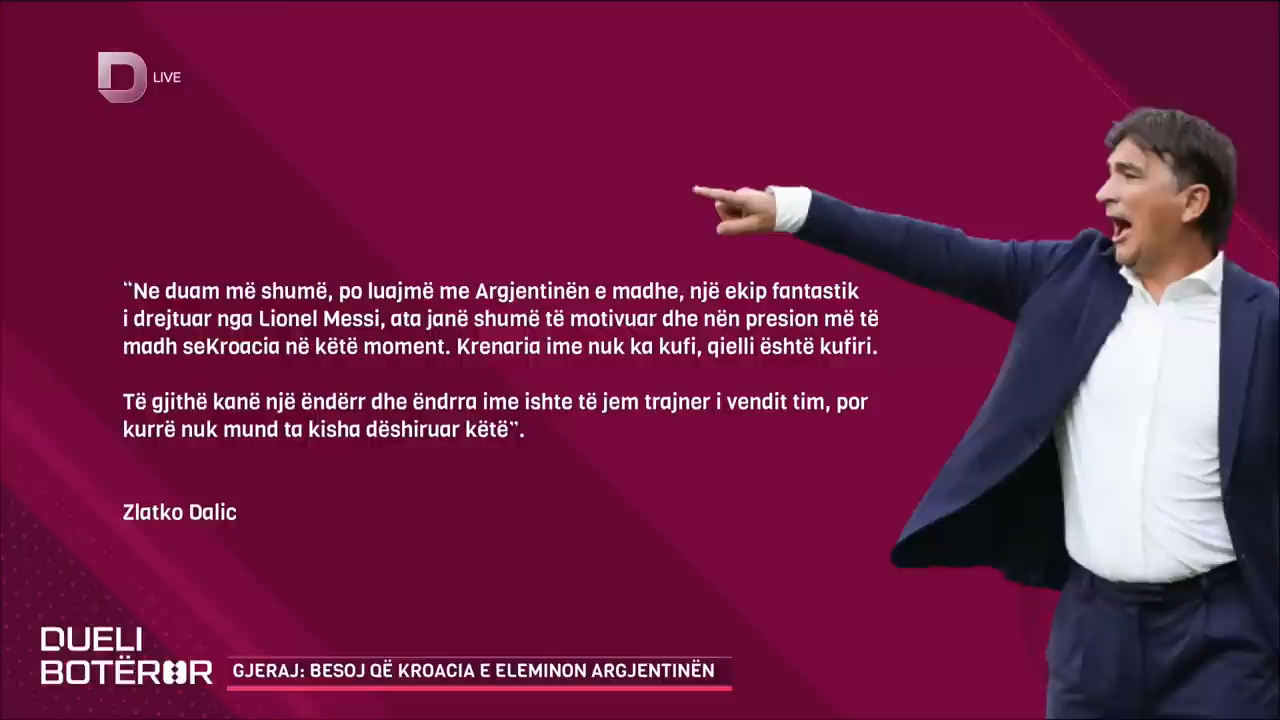 D LIVE
“Ne duam më shumë, po luajmë me Argjentinën e madhe, një ekip fantastik
i drejtuar nga Lionel Messi, ata janë shumë të motivuar dhe nën presion më të
madh seKroacia në këtë moment. Krenaria ime nuk ka kufi, qielli është kufiri.
Të gjithë kanë një ëndërr dhe ëndrra ime ishte të jem trajner i vendit tim, por
kurrë nuk mund ta kisha dëshiruar këtë”.
Zlatko Dalic
DUELI
BOTËROR
GJERAJ: BESOJ QË KROACIA E ELEMINON ARGJENTINËN